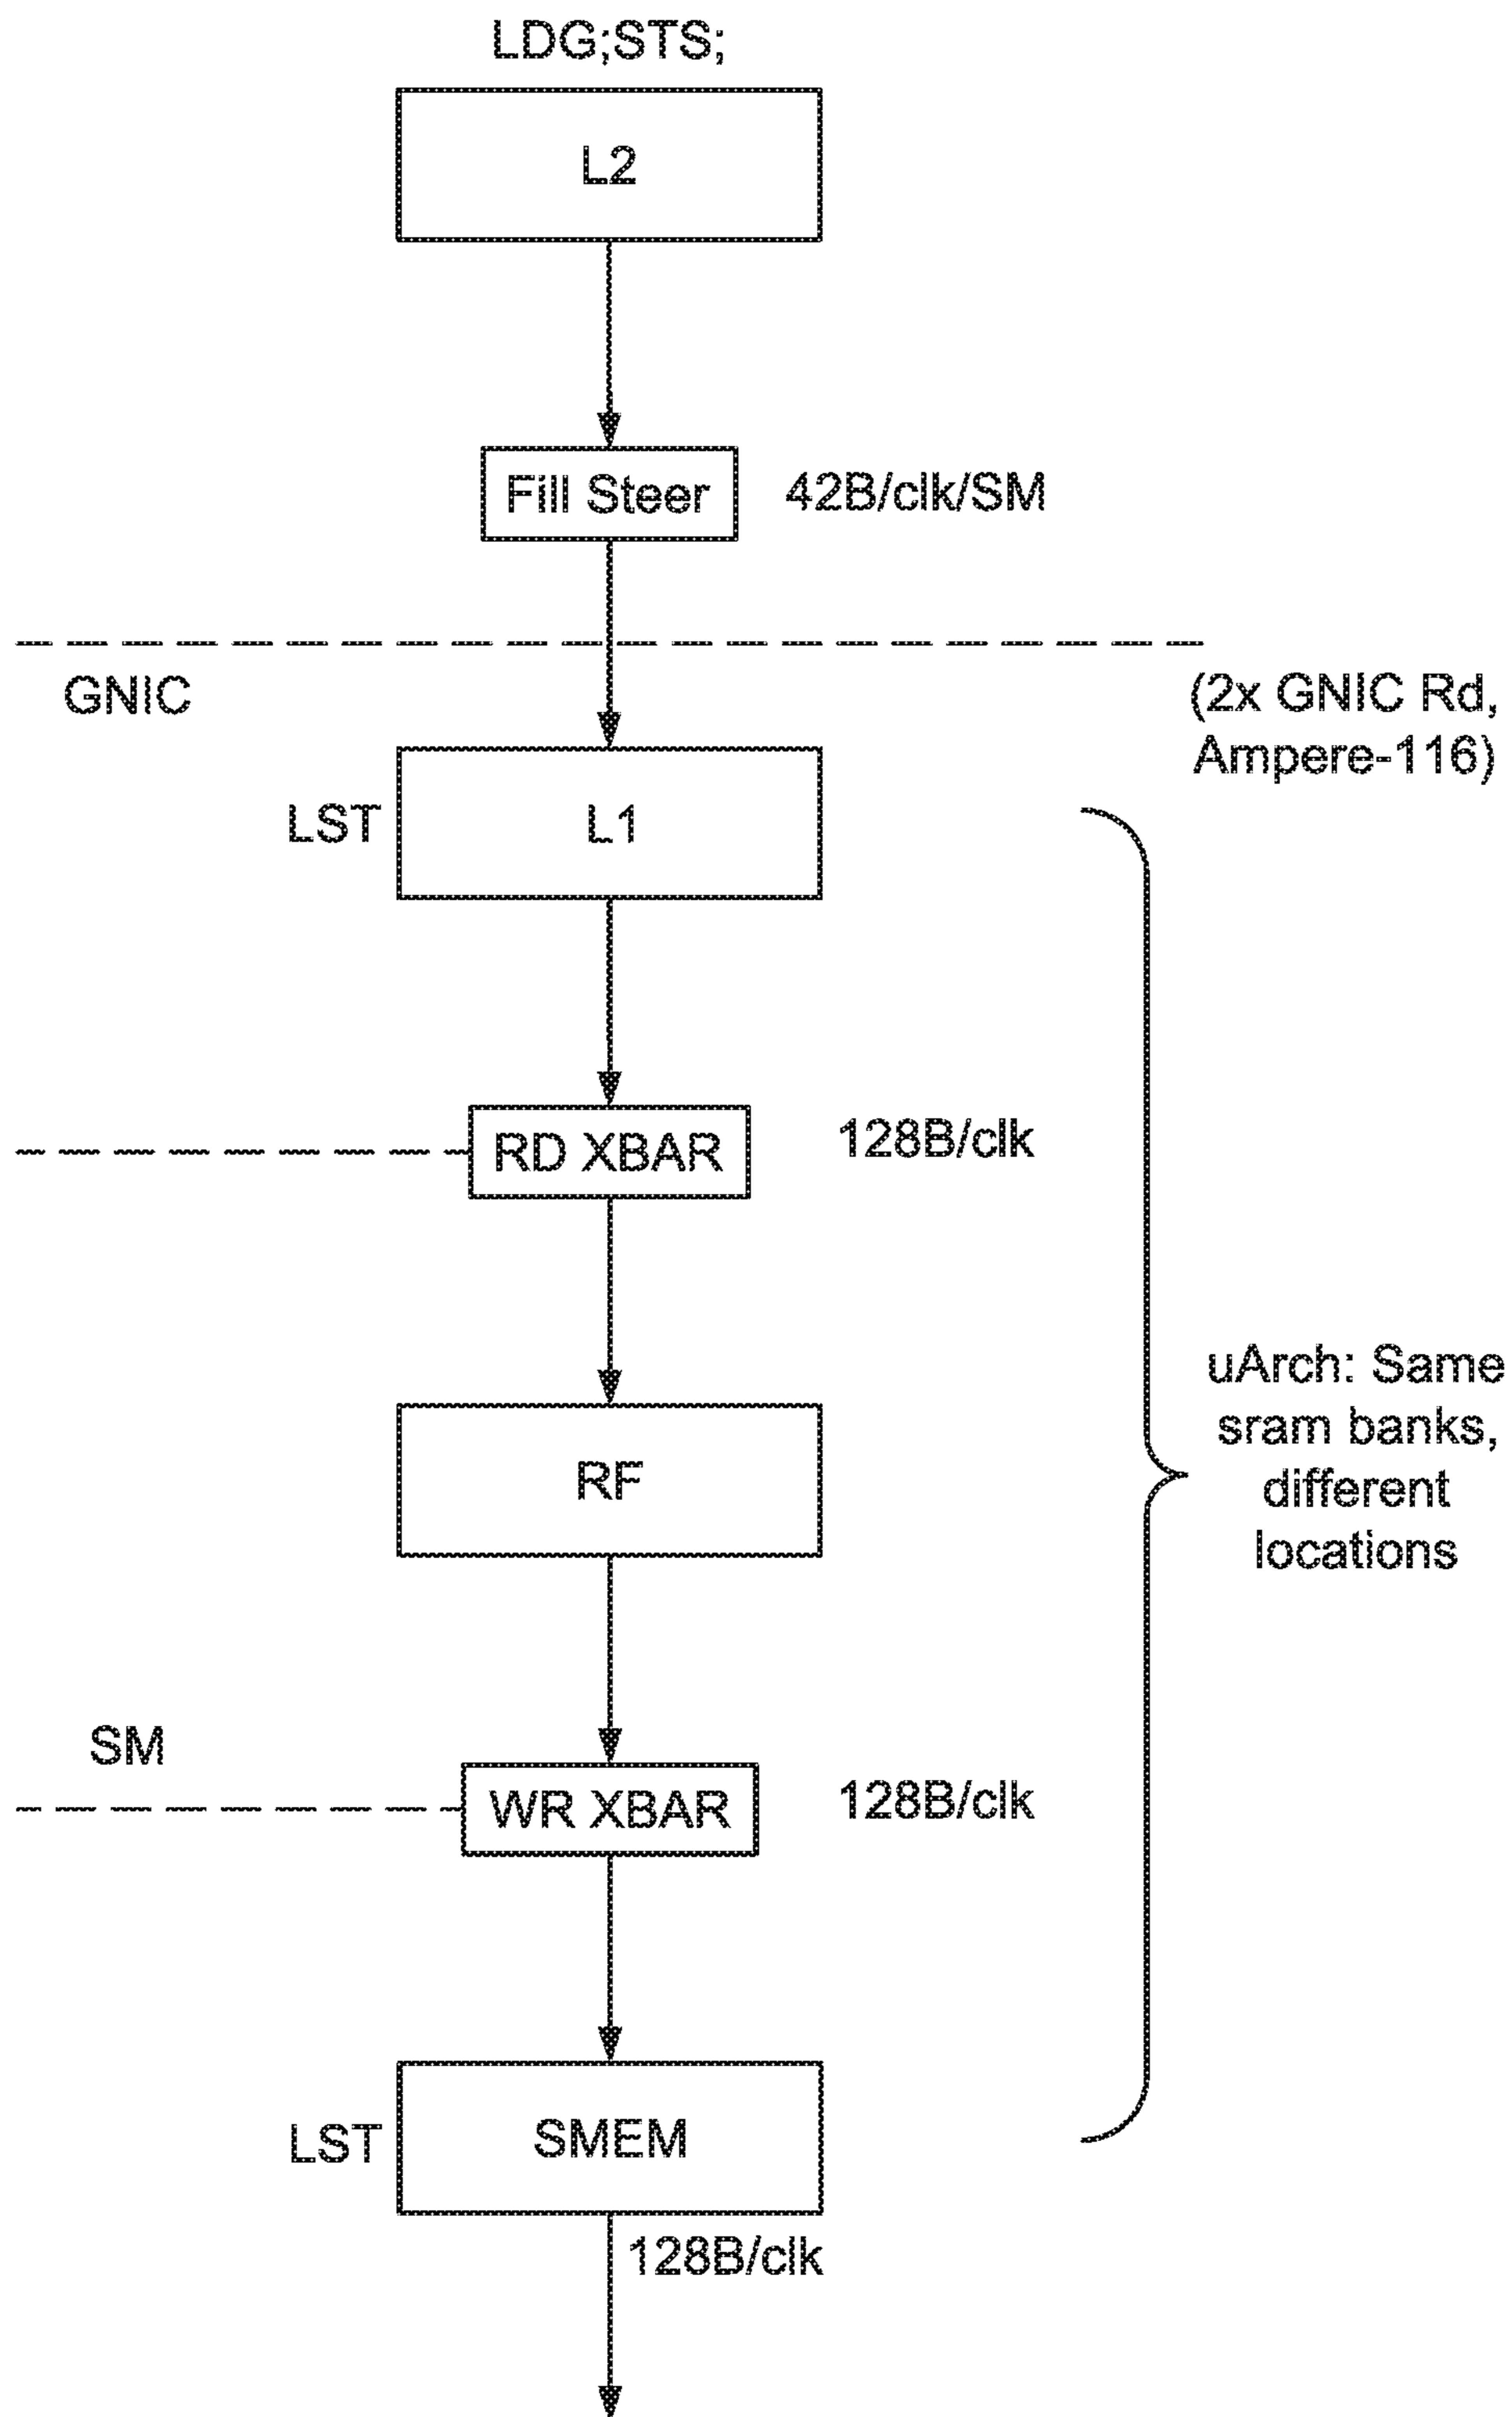 LDG;STS;
L2
Fill Steer
42B/clk/SM
GNIC
(2x GNIC Rd,
Ampere-116)
LST
L1
RD XBAR
128B/clk
uArch: Same
sram banks,
different
locations
RF
SM
WR XBAR
128B/clk
LST
SMEM
128B/clk